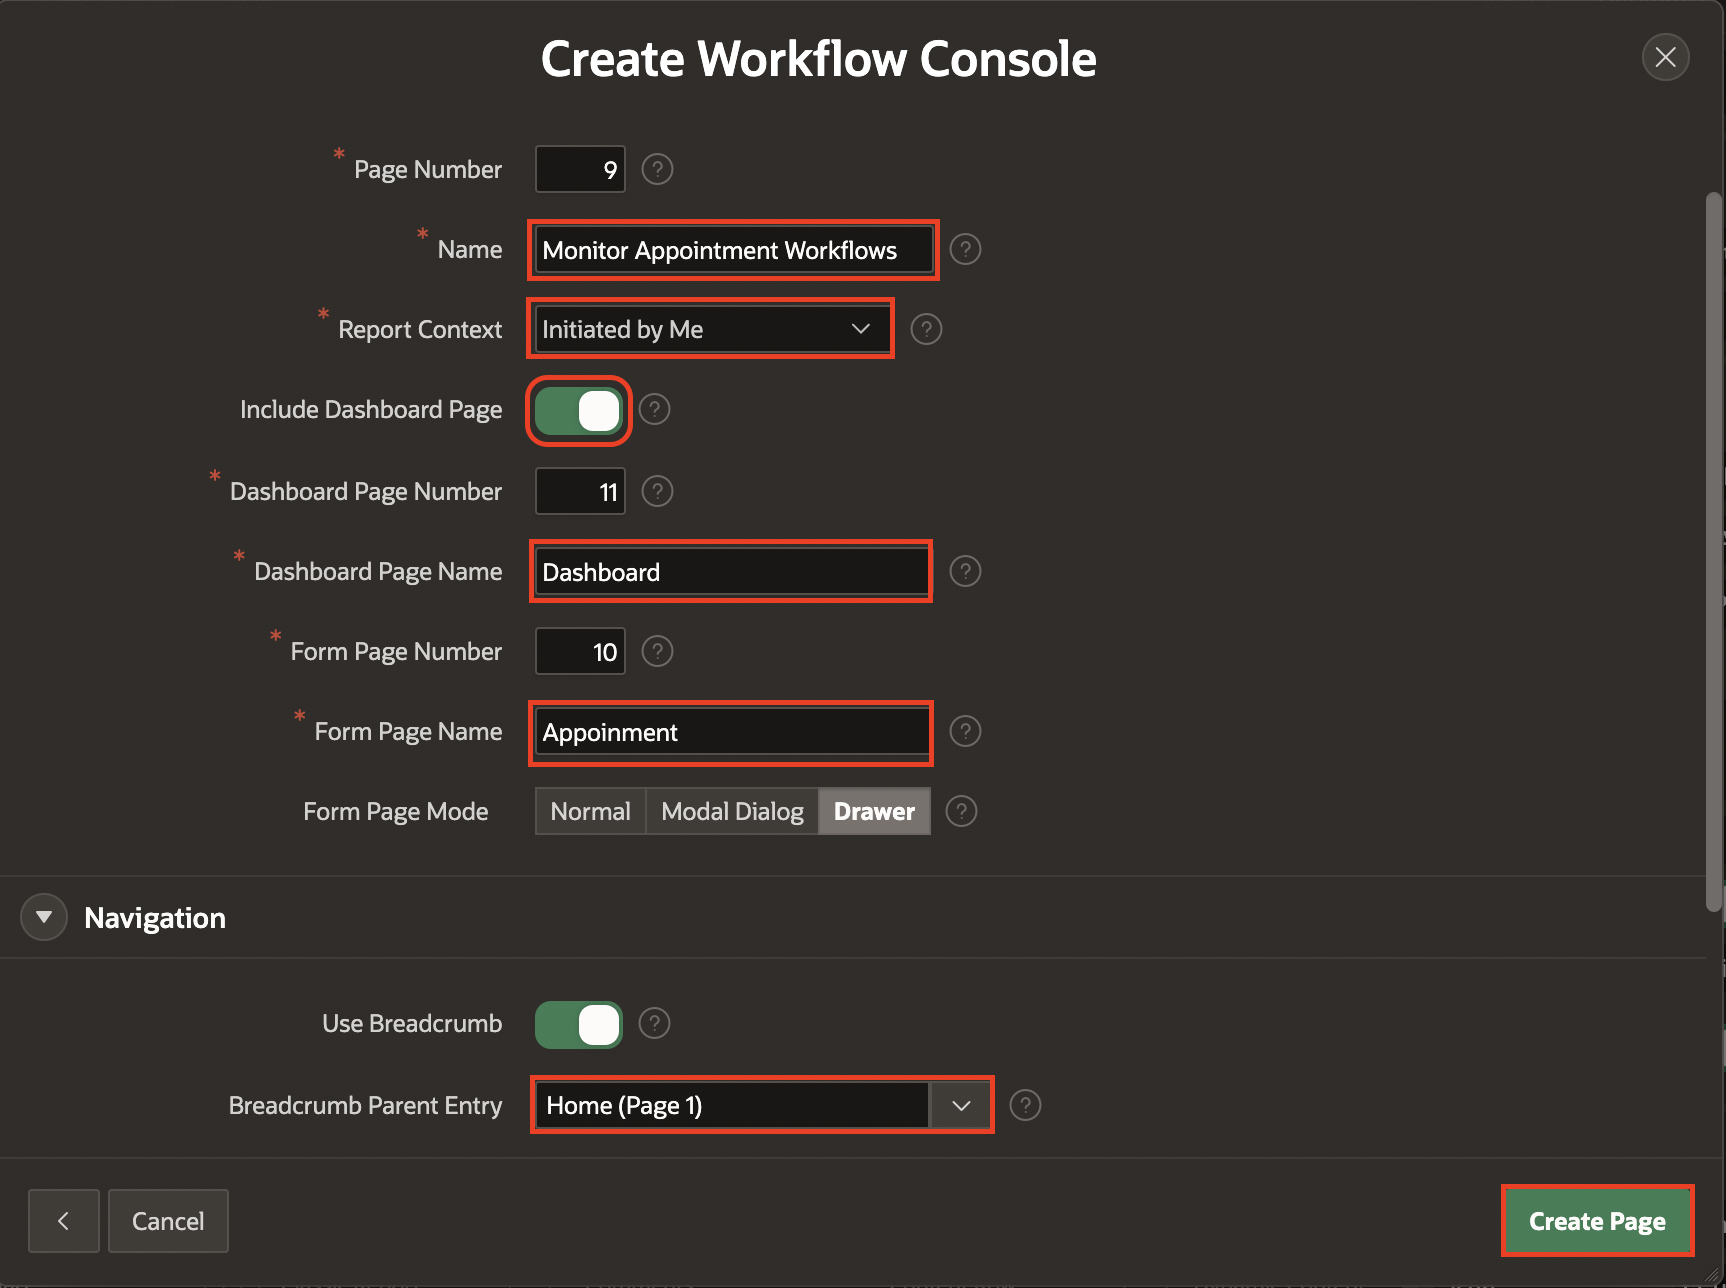 Create Workflow Console
* Page Number 9 ?
* Name Monitor Appointment Workflows ?
* Report Context Initiated by Me ?
Include Dashboard Page ?
* Dashboard Page Number 11 ?
* Dashboard Page Name Dashboard ?
* Form Page Number 10 ?
* Form Page Name Appoinment ?
Form Page Mode Normal Modal Dialog Drawer ?
Navigation
Use Breadcrumb ?
Breadcrumb Parent Entry Home (Page 1) ?
Cancel Create Page